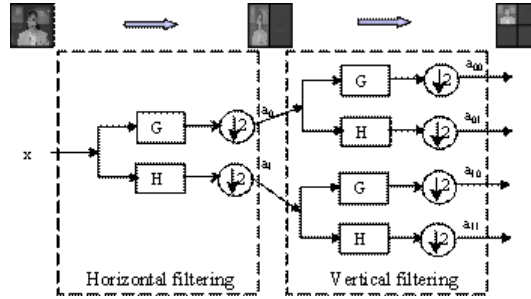 a₀₀
G
↓2
a₀
a₀₁
G
↓2
H
↓2
x
a₁
a₁₀
H
↓2
G
↓2
a₁₁
H
↓2
Horizontal filtering
Vertical filtering